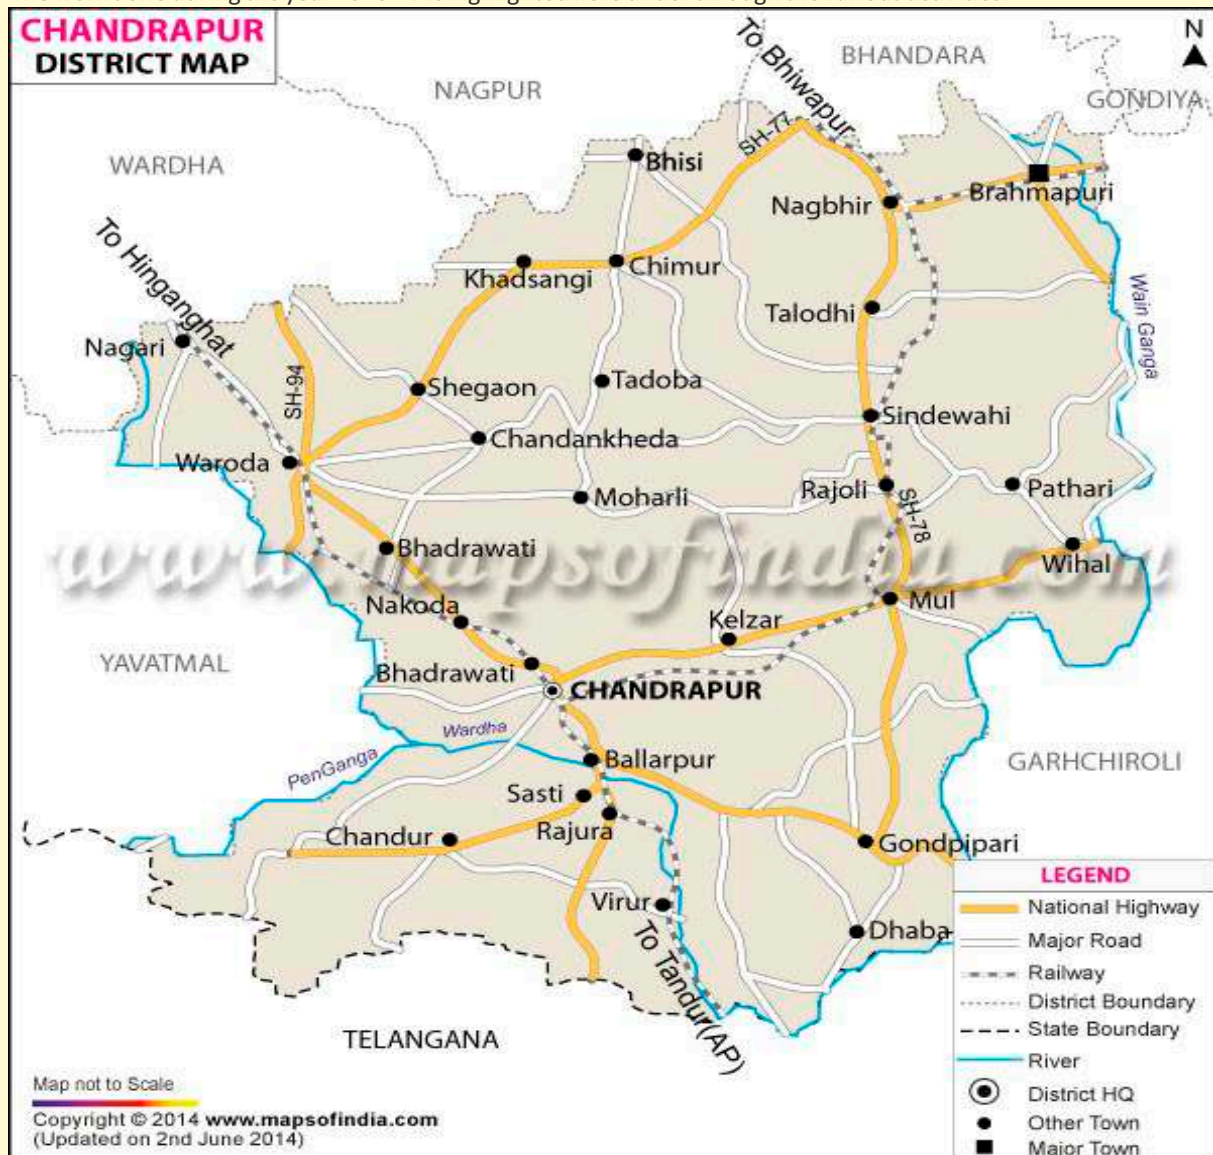 CHANDRAPUR
DISTRICT MAP
N
BHANDARA
GONDIYA
NAGPUR
WARDHA
To Bhiwapur
SH-77
Bhisi
Nagbhir
Brahmapuri
To Hinganghat
Khadsangi
Chimur
Talodhi
Wain Ganga
Nagari
SH-94
Shegaon
Tadoba
Sindewahi
Chandankheda
Waroda
Moharli
Rajoli
Pathari
SH-78
www.mapsofindia.com
Bhadrawati
Wihal
Nakoda
Mul
Kelzar
YAVATMAL
Bhadrawati
CHANDRAPUR
Wardha
PenGanga
Ballarpur
GARHCHIROLI
Sasti
Rajura
Chandur
Gondpipari
Virur
Dhaba
To Tandur(AP)
TELANGANA
LEGEND
National Highway
Major Road
Railway
District Boundary
State Boundary
River
District HQ
Other Town
Major Town
Map not to Scale
Copyright © 2014 www.mapsofindia.com
(Updated on 2nd June 2014)